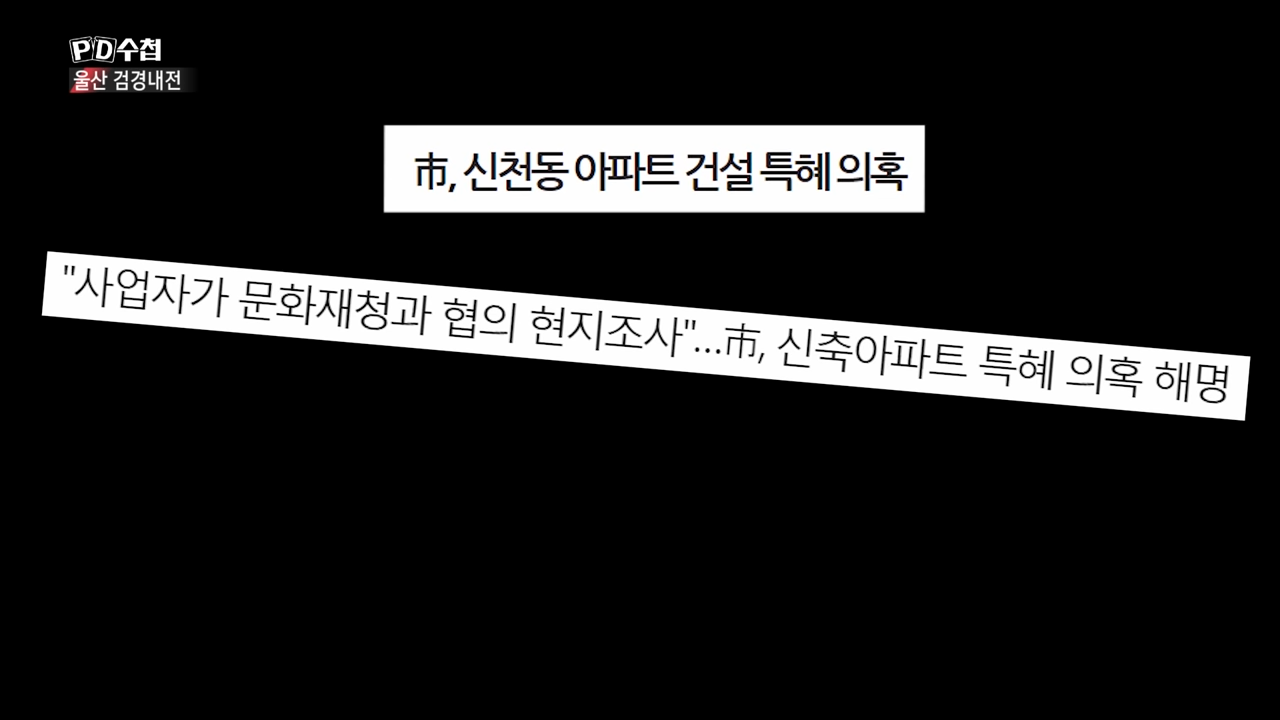 PD수첩
울산 검경내전
市, 신천동 아파트 건설 특혜 의혹
"사업자가 문화재청과 협의 현지조사"...市, 신축아파트 특혜 의혹 해명